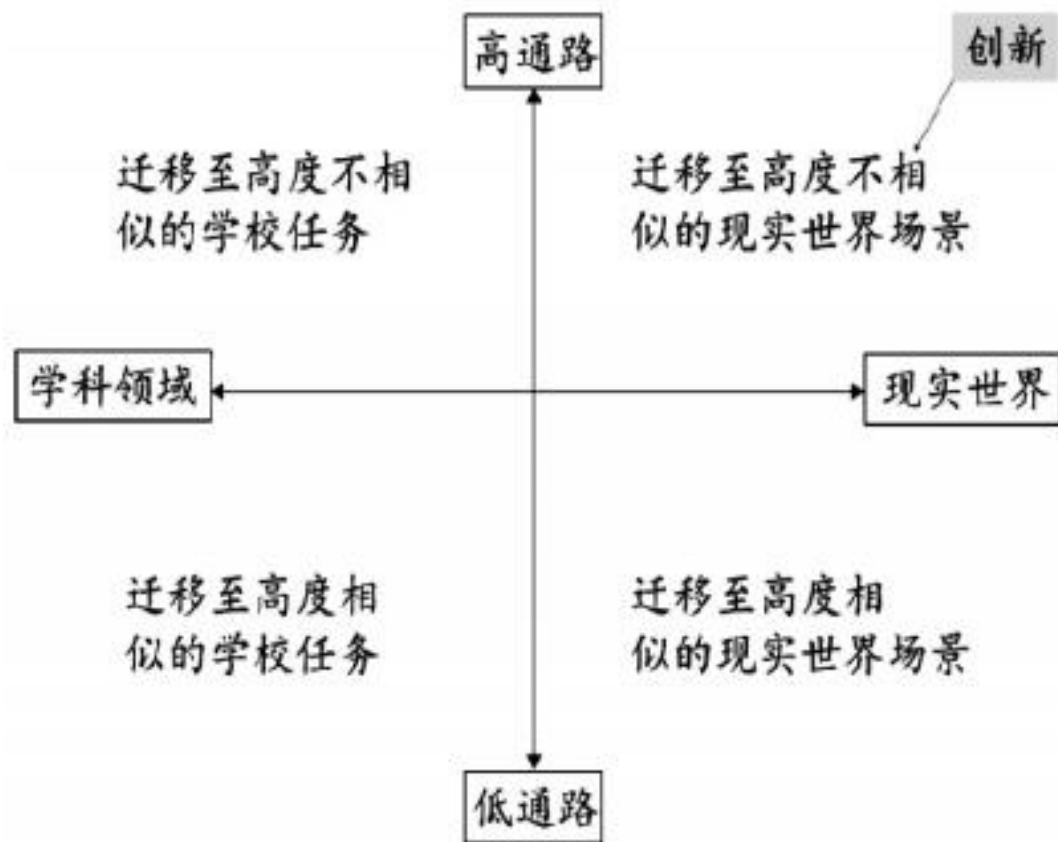 高通路
创新
迁移至高度不相
似的学校任务
迁移至高度不相
似的现实世界场景
学科领域
现实世界
迁移至高度相
似的学校任务
迁移至高度相
似的现实世界场景
低通路